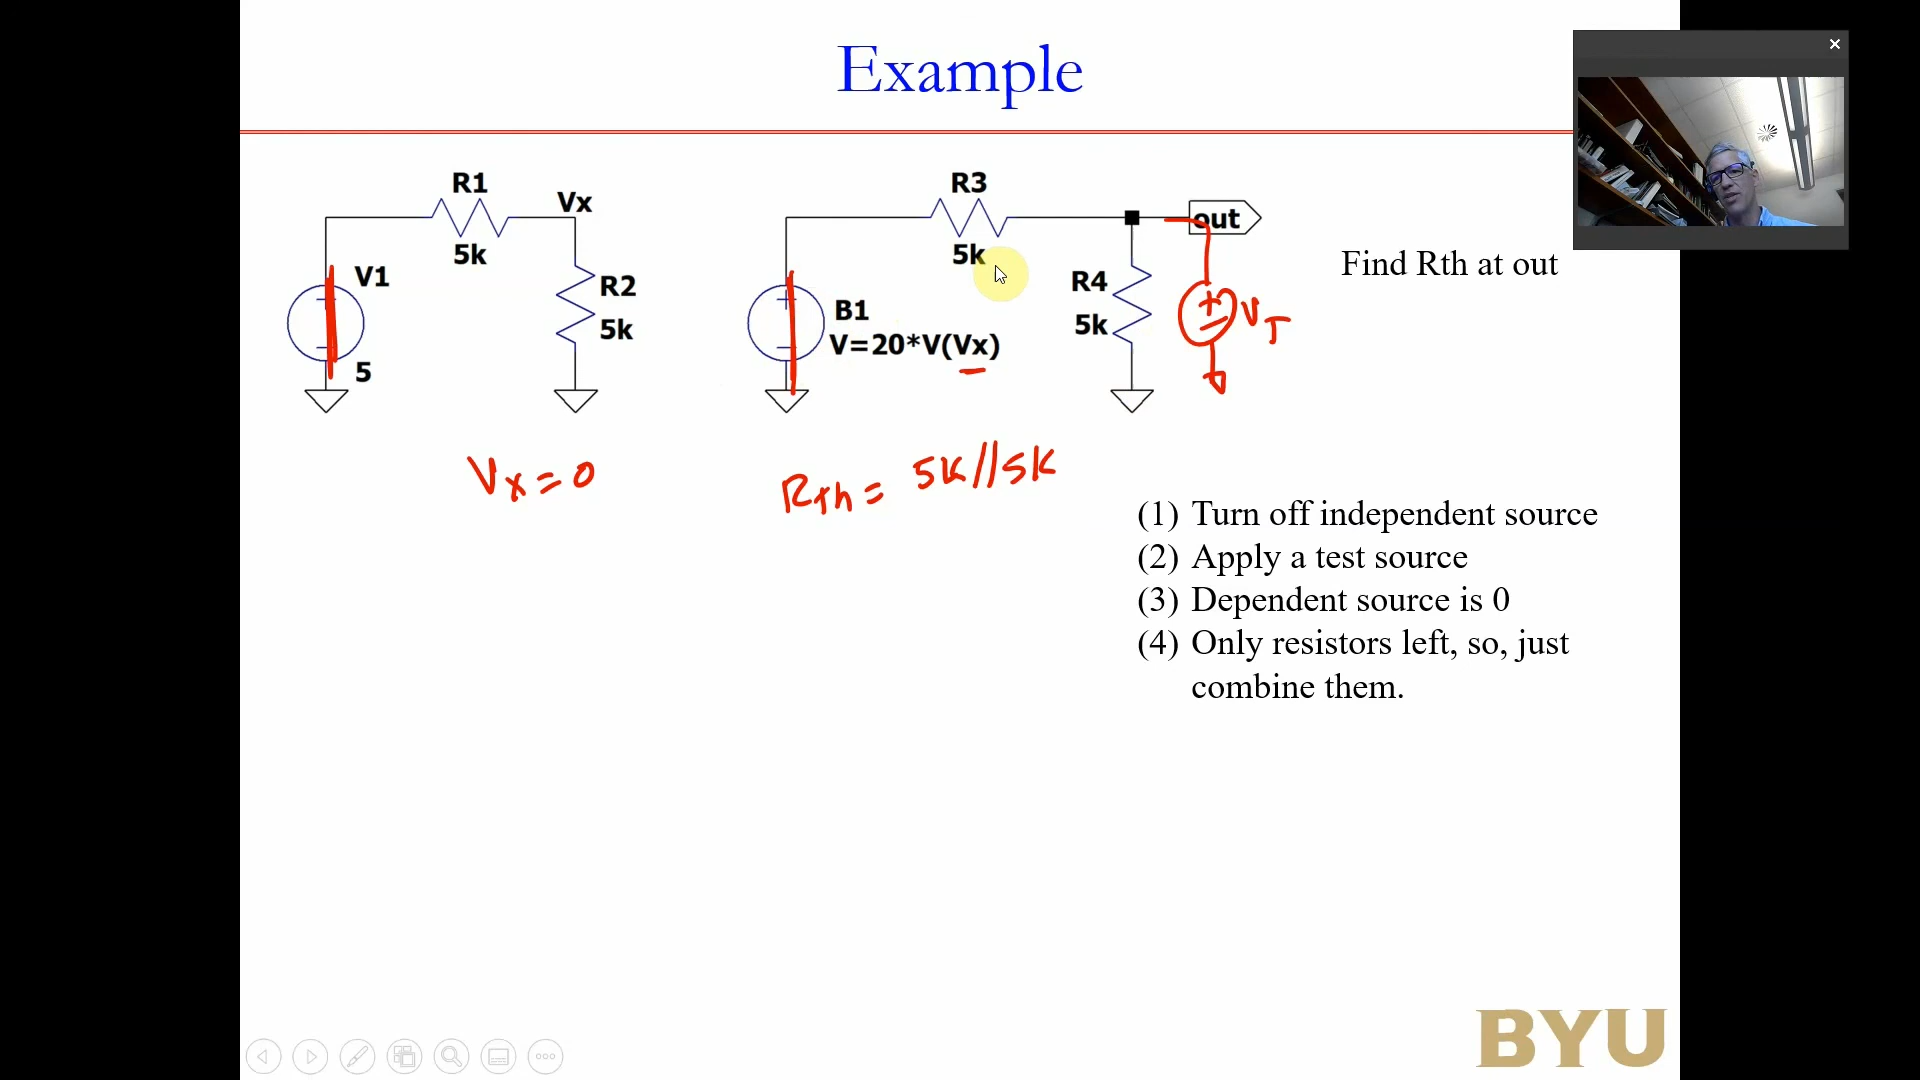 Example
R1
5k
Vx
V1
5
R2
5k
R3
5k
out
B1
V=20*V(Vx)
R4
5k
VT
Find Rth at out
Vx = 0
Rth = 5K//5K
(1) Turn off independent source
(2) Apply a test source
(3) Dependent source is 0
(4) Only resistors left, so, just
combine them.
BYU